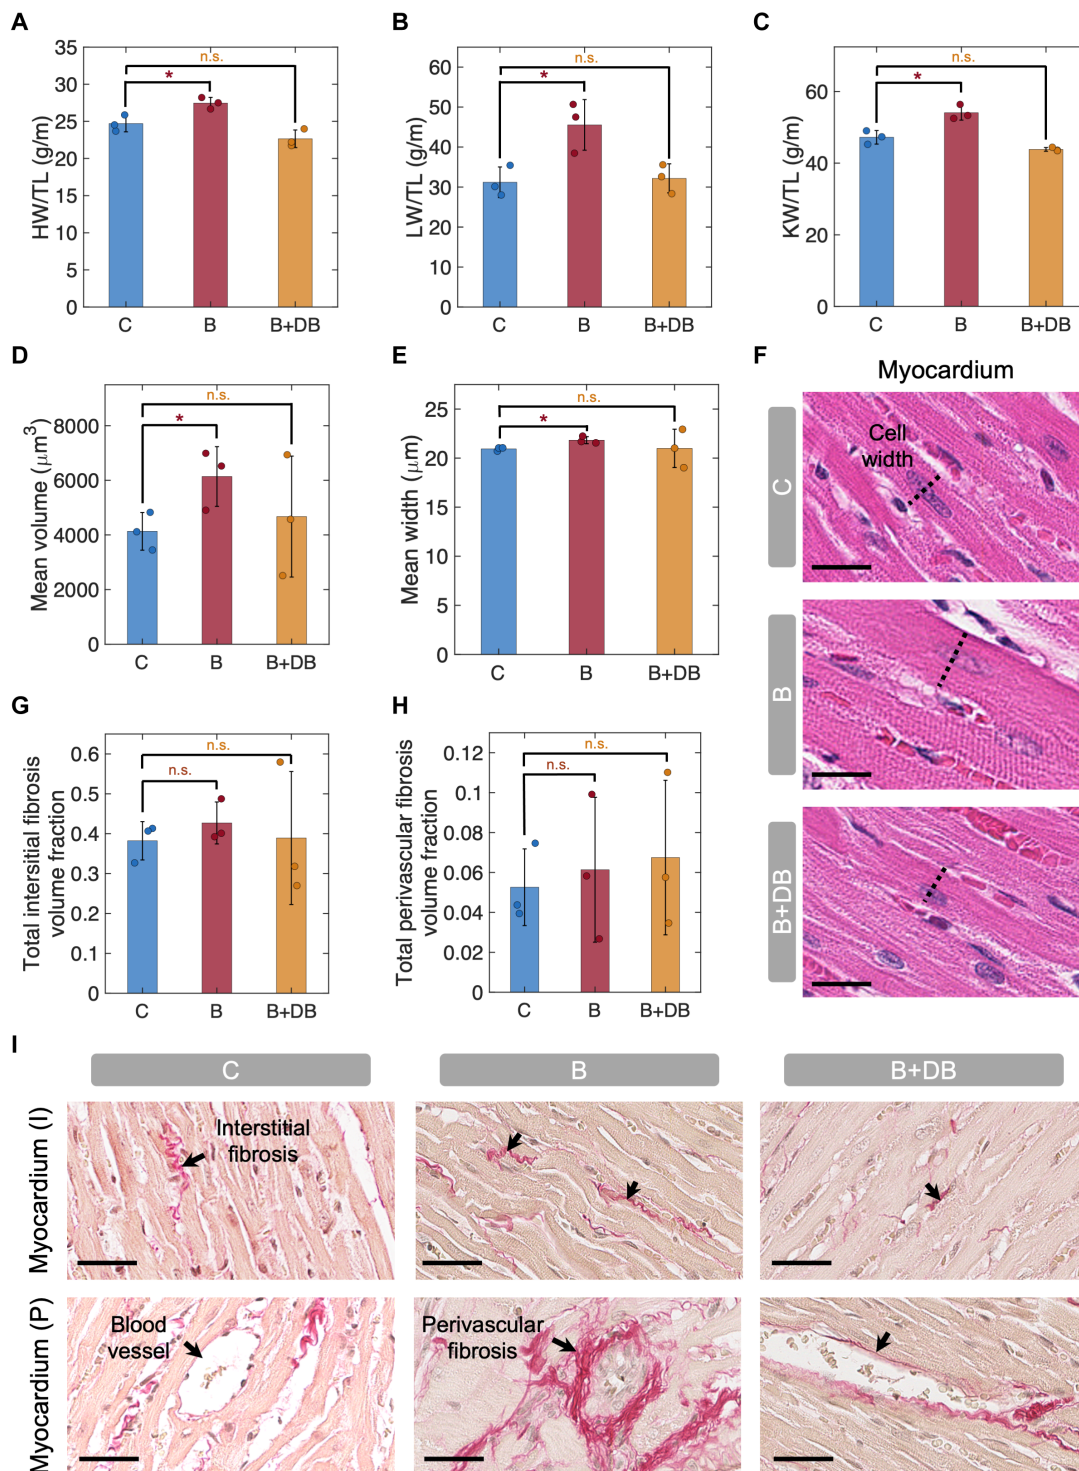 A
HW/TL (g/m)
35
30
25
20
15
10
5
0
n.s.
*
C
B
B+DB
B
LW/TL (g/m)
60
50
40
30
20
10
0
n.s.
*
C
B
B+DB
C
KW/TL (g/m)
60
40
20
0
n.s.
*
C
B
B+DB
D
Mean volume (μm³)
8000
6000
4000
2000
0
n.s.
*
C
B
B+DB
E
Mean width (μm)
25
20
15
10
5
0
n.s.
*
C
B
B+DB
F
Myocardium
C
Cell
width
B
B+DB
G
Total intersitial fibrosis
volume fraction
0.6
0.5
0.4
0.3
0.2
0.1
0
n.s.
n.s.
C
B
B+DB
H
Total perivascular fibrosis
volume fraction
0.12
0.1
0.08
0.06
0.04
0.02
0
n.s.
n.s.
C
B
B+DB
I
C
B
B+DB
Myocardium (I)
Interstitial
fibrosis
Myocardium (P)
Blood
vessel
Perivascular
fibrosis